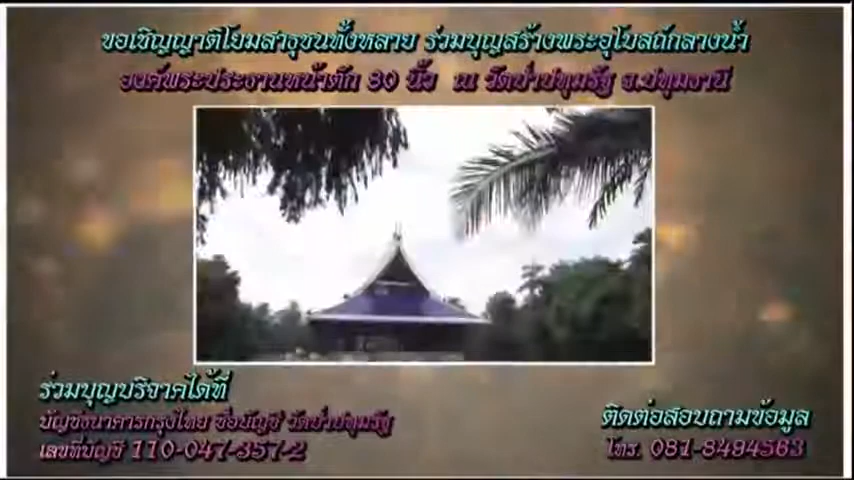 ขอเชิญญาติโยมสาธุชนทั้งหลาย ร่วมบุญสร้างพระอุโบสถ์กลางน้ำ
องค์พระประธานหน้าตัก 80 นิ้ว ณ วัดป่าปทุมรัฐ จ.ปทุมธานี
ร่วมบุญบริจาคได้ที่
บัญชีธนาคารกรุงไทย ชื่อบัญชี วัดป่าปทุมรัฐ
เลขที่บัญชี 110-047-357-2
ติดต่อสอบถามข้อมูล
โทร. 081-8494563